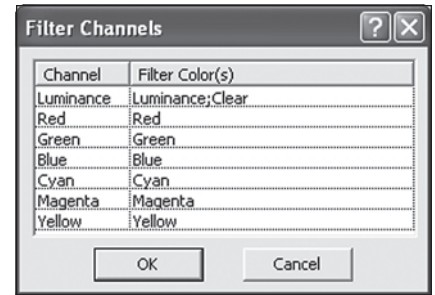 Filter Channels
Channel Filter Color(s)
Luminance Luminance;Clear
Red Red
Green Green
Blue Blue
Cyan Cyan
Magenta Magenta
Yellow Yellow
OK Cancel